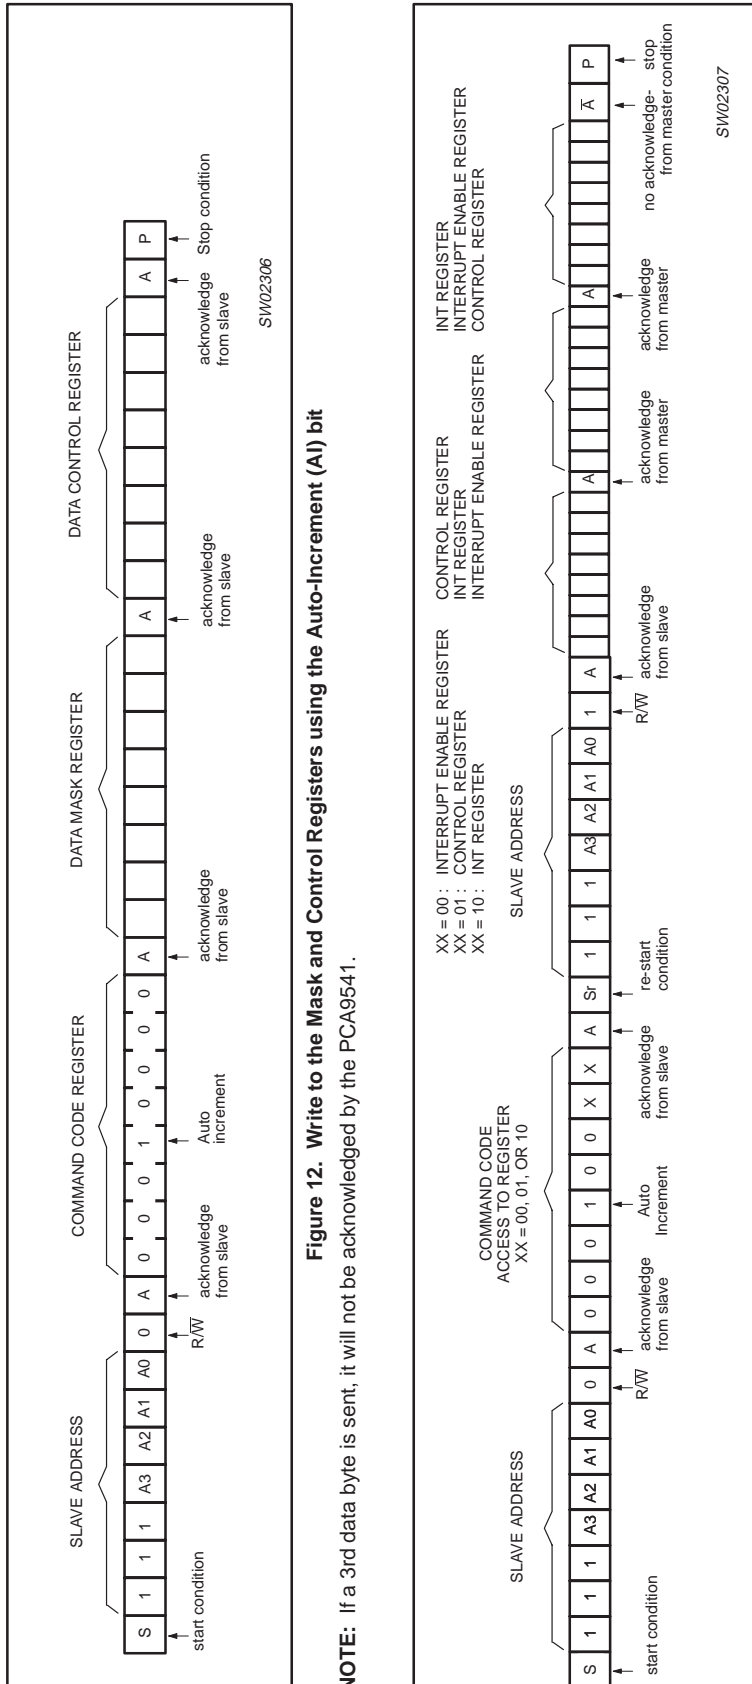 SLAVE ADDRESS
COMMAND CODE REGISTER
DATA MASK REGISTER
DATA CONTROL REGISTER
S 1 1 1 A3 A2 A1 A0 0 A 0 0 0 1 0 0 0 0 A A A P
start condition
R/W̅
acknowledge
from slave
Auto
increment
acknowledge
from slave
acknowledge
from slave
acknowledge
from slave
Stop condition
SW02306
Figure 12. Write to the Mask and Control Registers using the Auto-Increment (AI) bit
NOTE: If a 3rd data byte is sent, it will not be acknowledged by the PCA9541.
XX = 00 : INTERRUPT ENABLE REGISTER CONTROL REGISTER INT REGISTER
XX = 01 : CONTROL REGISTER INT REGISTER INTERRUPT ENABLE REGISTER
XX = 10 : INT REGISTER INTERRUPT ENABLE REGISTER CONTROL REGISTER
COMMAND CODE
ACCESS TO REGISTER
XX = 00, 01, OR 10
SLAVE ADDRESS
SLAVE ADDRESS
S 1 1 1 A3 A2 A1 A0 0 A 0 0 0 1 0 0 X X A Sr 1 1 1 A3 A2 A1 A0 1 A A A A̅ P
start condition
R/W̅
acknowledge
from slave
Auto
Increment
acknowledge
from slave
re-start
condition
R/W̅
acknowledge
from slave
acknowledge
from master
acknowledge
from master
no acknowledge-
from master
stop
condition
SW02307